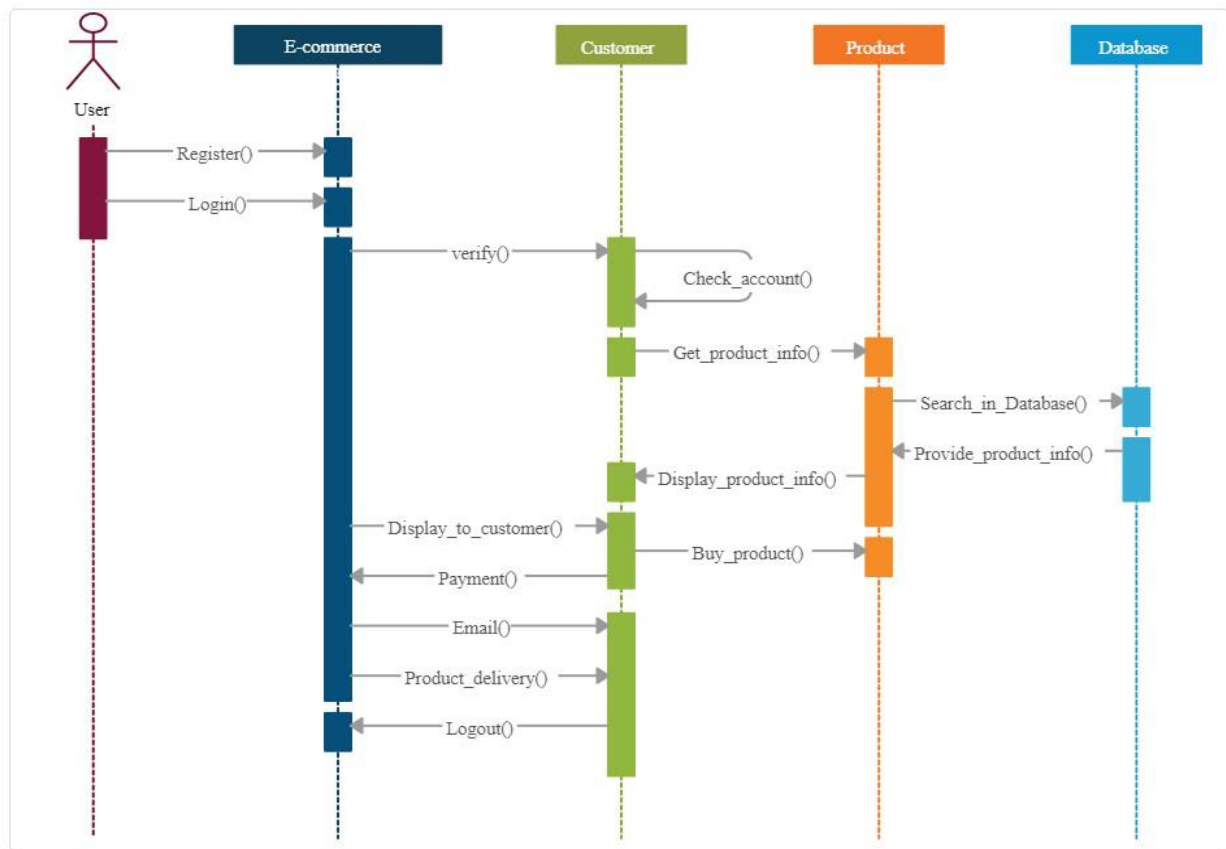 E-commerce
Customer
Product
Database
User
Register()
Login()
verify()
Check_account()
Get_product_info()
Search_in_Database()
Provide_product_info()
Display_product_info()
Display_to_customer()
Buy_product()
Payment()
Email()
Product_delivery()
Logout()